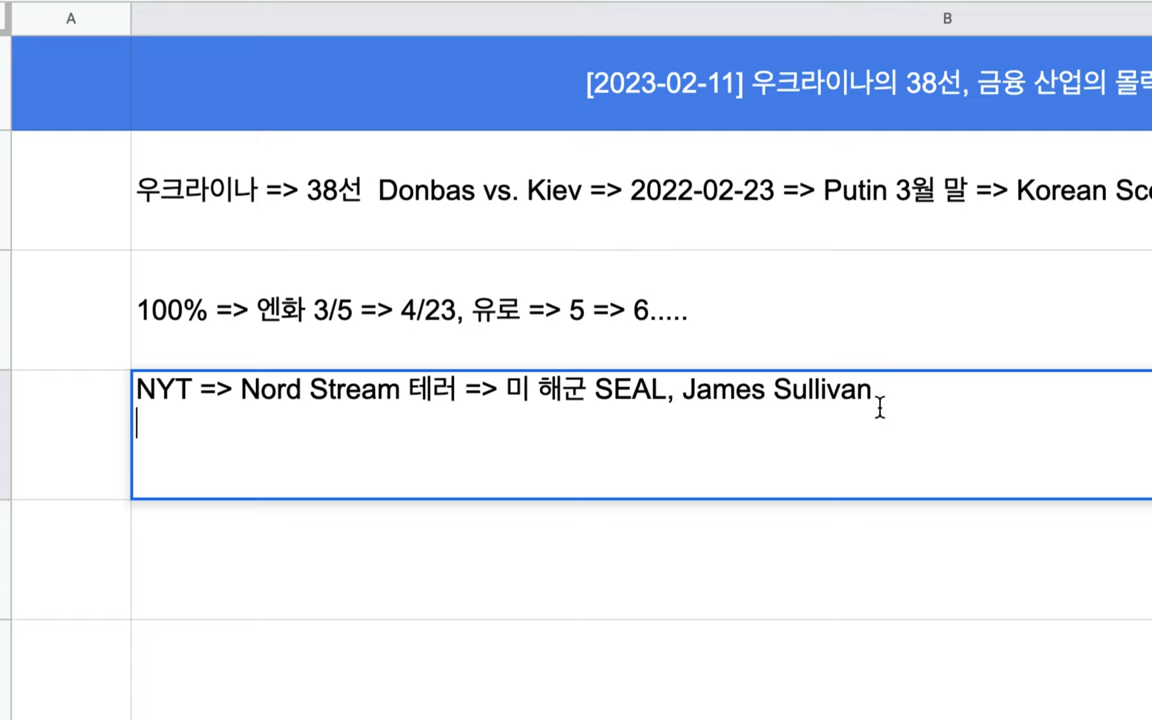 A
B
[2023-02-11] 우크라이나의 38선, 금융 산업의
우크라이나 => 38선 Donbas vs. Kiev => 2022-02-23 => Putin 3월 말 => Korean
100% => 엔화 3/5 => 4/23, 유로 => 5 => 6.....
NYT => Nord Stream 테러 => 미 해군 SEAL, James Sullivan